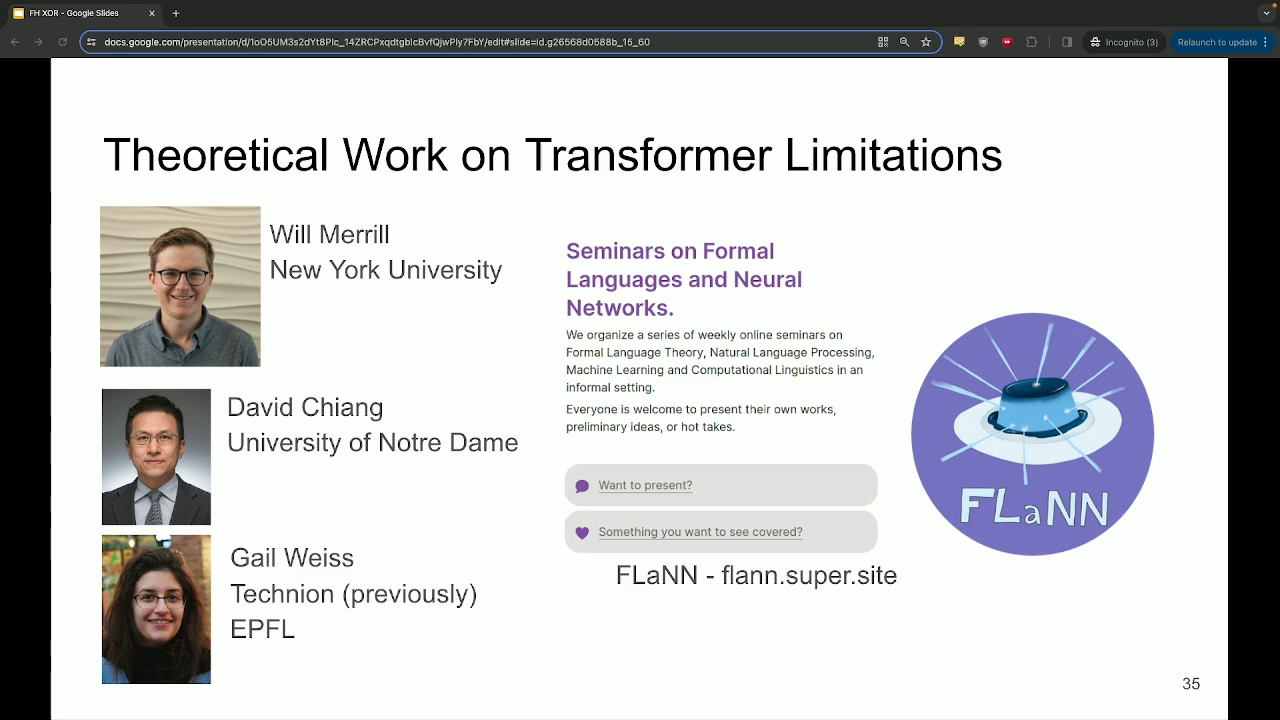 FH XOR - Google Slides
docs.google.com/presentation/d/1oO5UM3s2dYt8Plc_14ZRCPxqdtgblcBvfQjwPly7FbY/edit#slide=id.g26568d0588b_15_60
Incognito (3)
Relaunch to update
Theoretical Work on Transformer Limitations
Will Merrill
New York University
David Chiang
University of Notre Dame
Gail Weiss
Technion (previously)
EPFL
Seminars on Formal
Languages and Neural
Networks.
We organize a series of weekly online seminars on
Formal Language Theory, Natural Language Processing,
Machine Learning and Computational Linguistics in an
informal setting.
Everyone is welcome to present their own works,
preliminary ideas, or hot takes.
Want to present?
Something you want to see covered?
FLaNN - flann.super.site
FLaNN
35